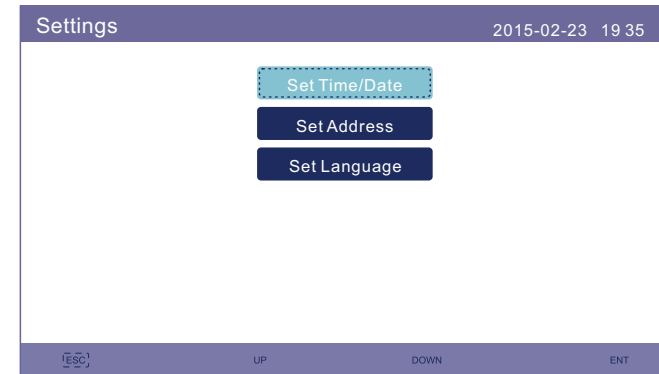 Settings 2015-02-23 19 35
Set Time/Date
Set Address
Set Language
ESC UP DOWN ENT